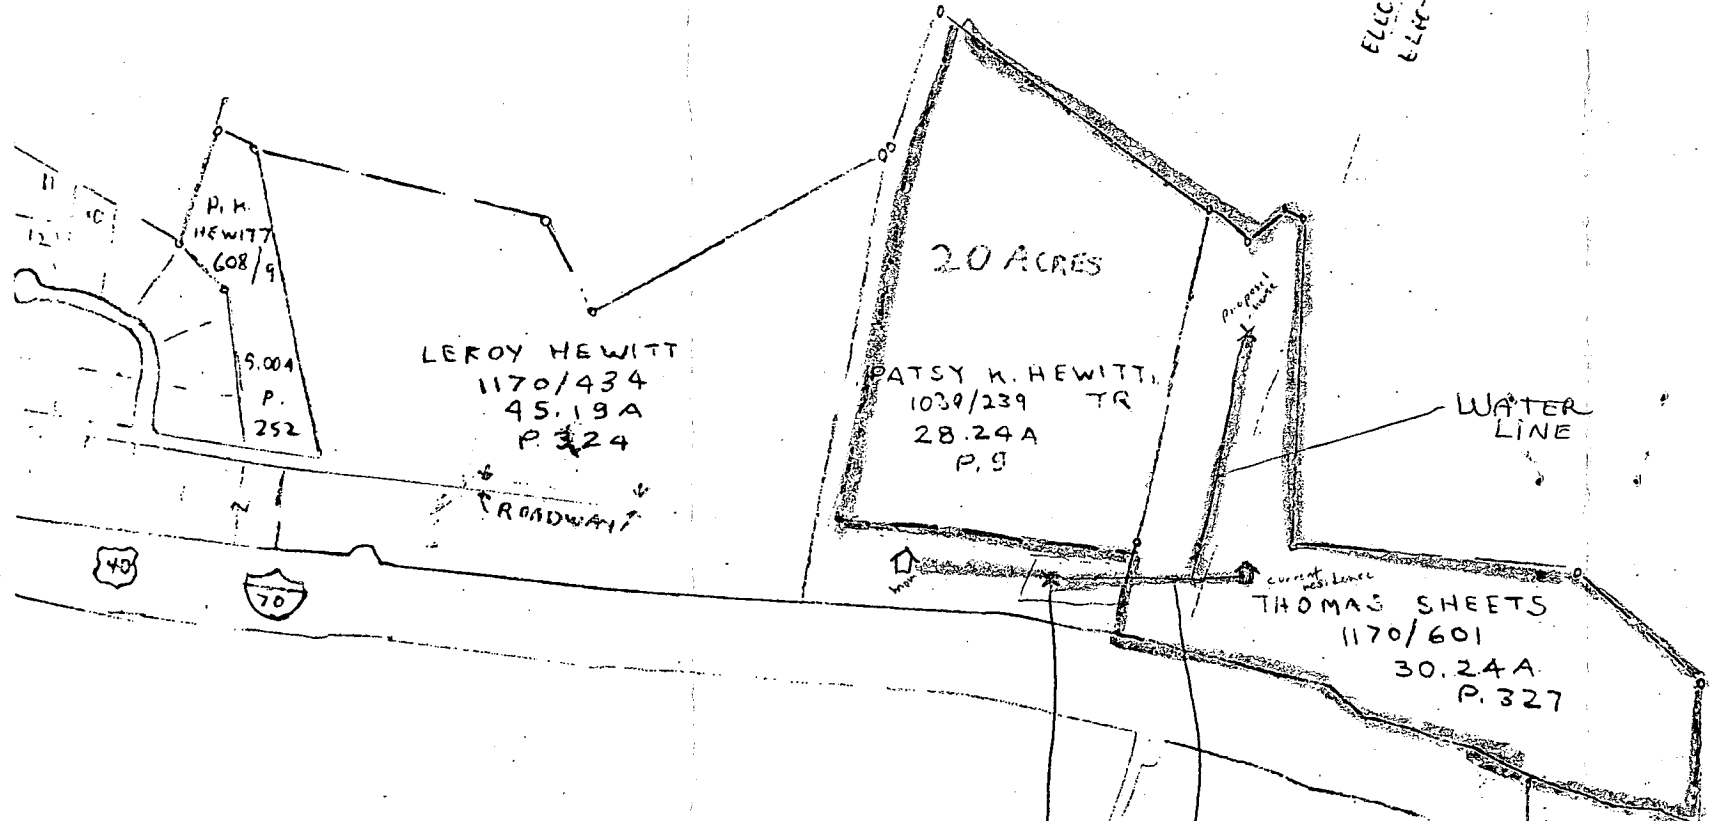 11
10
12
P. H.
HEWITT
608/9
5.004
P.
252
LEROY HEWITT
1170/434
45.19A
P. 324
ROADWAY
40
70
20 ACRES
PATSY K. HEWITT,
1039/239 TR
28.24A
P. 9
proposed
house
WATER
LINE
current
residence
THOMAS SHEETS
1170/601
30.24A
P. 327